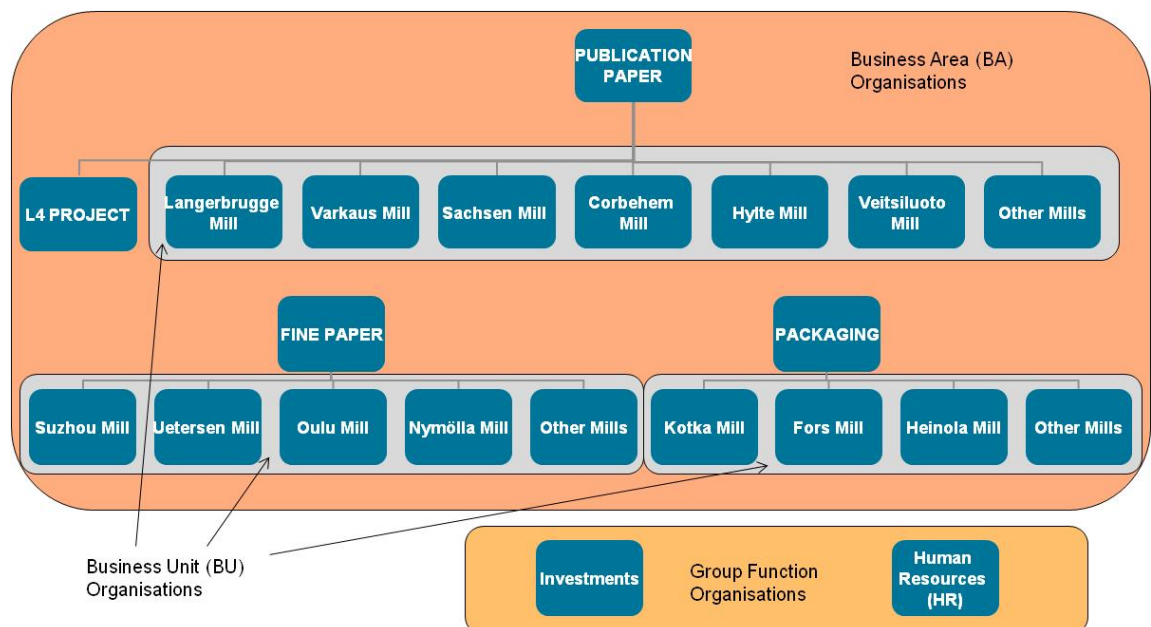 PUBLICATION
PAPER
Business Area (BA)
Organisations
L4 PROJECT
Langerbrugge
Mill
Varkaus Mill
Sachsen Mill
Corbehem
Mill
Hylte Mill
Veitsiluoto
Mill
Other Mills
FINE PAPER
PACKAGING
Suzhou Mill
Uetersen Mill
Oulu Mill
Nymölla Mill
Other Mills
Kotka Mill
Fors Mill
Heinola Mill
Other Mills
Business Unit (BU)
Organisations
Investments
Group Function
Organisations
Human
Resources
(HR)